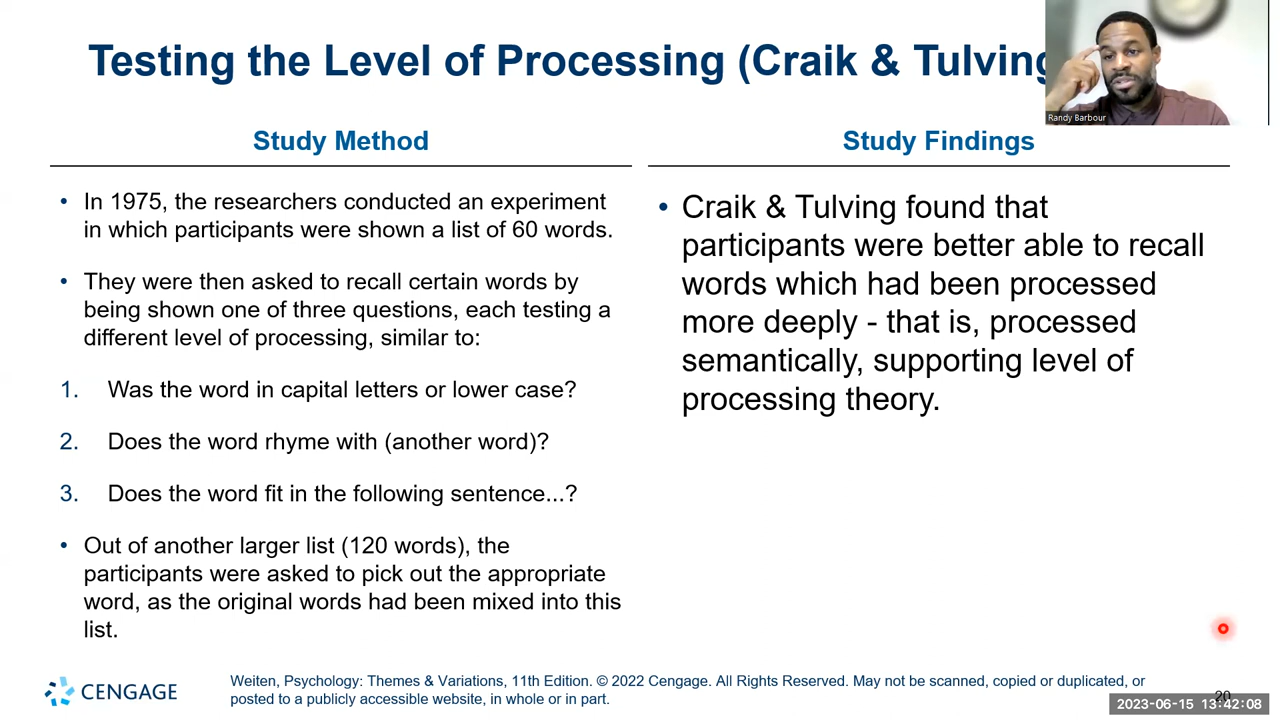 Testing the Level of Processing (Craik & Tulving
Randy Barbour
Study Method
In 1975, the researchers conducted an experiment
in which participants were shown a list of 60 words.
They were then asked to recall certain words by
being shown one of three questions, each testing a
different level of processing, similar to:
1. Was the word in capital letters or lower case?
2. Does the word rhyme with (another word)?
3. Does the word fit in the following sentence...?
• Out of another larger list (120 words), the
participants were asked to pick out the appropriate
word, as the original words had been mixed into this
list.
Study Findings
• Craik & Tulving found that
participants were better able to recall
words which had been processed
more deeply - that is, processed
semantically, supporting level of
processing theory.
CENGAGE
Weiten, Psychology: Themes & Variations, 11th Edition. © 2022 Cengage. All Rights Reserved. May not be scanned, copied or duplicated, or
posted to a publicly accessible website, in whole or in part.
20
2023-06-15 13:42:08